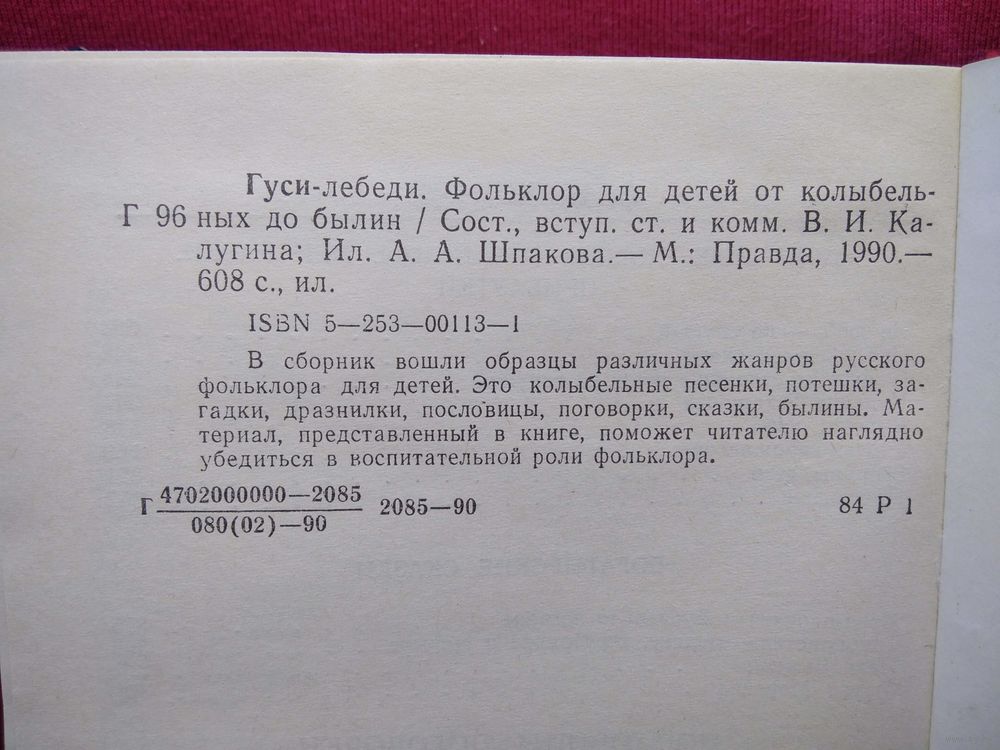 Гуси-лебеди. Фольклор для детей от колыбель-
Г 96 ных до былин / Сост., вступ. ст. и комм. В. И. Ка-
лугина; Ил. А. А. Шпакова.— М.: Правда, 1990.—
608 с., ил.
ISBN 5—253—00113—1
В сборник вошли образцы различных жанров русского
фольклора для детей. Это колыбельные песенки, потешки, за-
гадки, дразнилки, пословицы, поговорки, сказки, былины. Ма-
териал, представленный в книге, поможет читателю наглядно
убедиться в воспитательной роли фольклора.
Г 4702000000—2085
080(02)—90
2085—90
84 Р 1